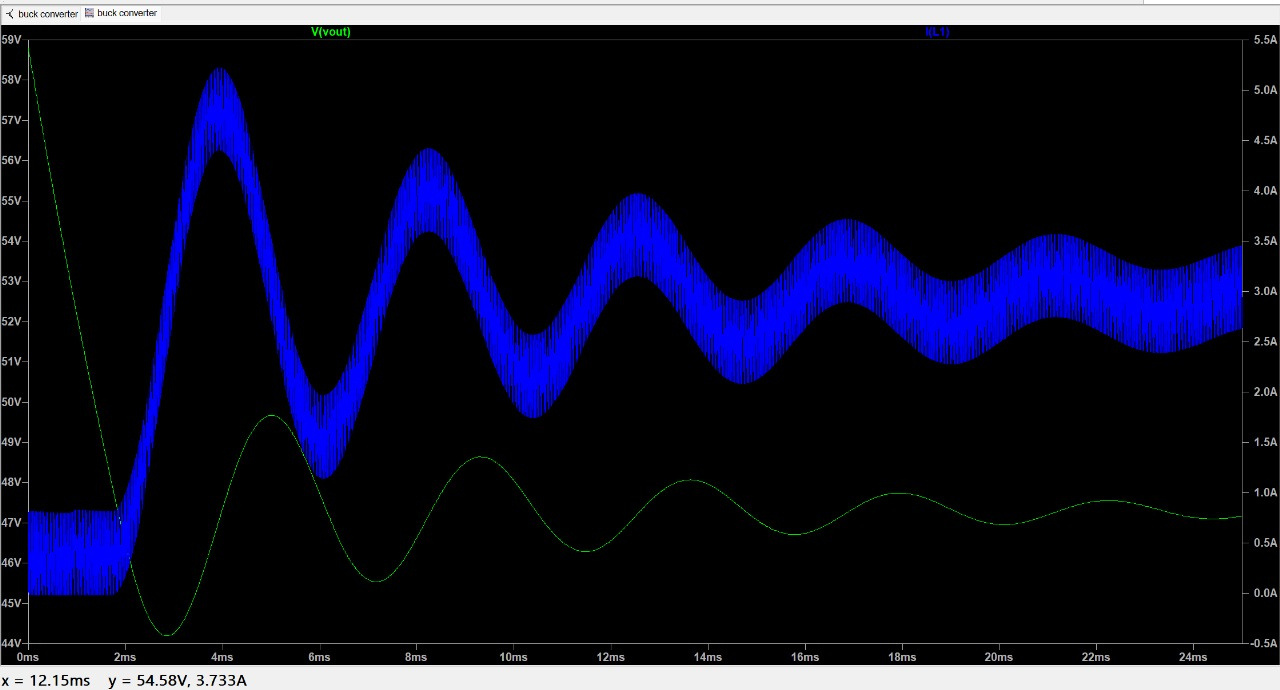 buck converter buck converter
V(vout) I(L1)
59V 5.5A
58V 5.0A
57V 4.5A
56V 4.0A
55V 3.5A
54V 3.0A
53V 2.5A
52V 2.0A
51V 1.5A
50V 1.0A
49V 0.5A
48V 0.0A
47V -0.5A
46V
45V
44V
0ms 2ms 4ms 6ms 8ms 10ms 12ms 14ms 16ms 18ms 20ms 22ms 24ms
x = 12.15ms y = 54.58V, 3.733A